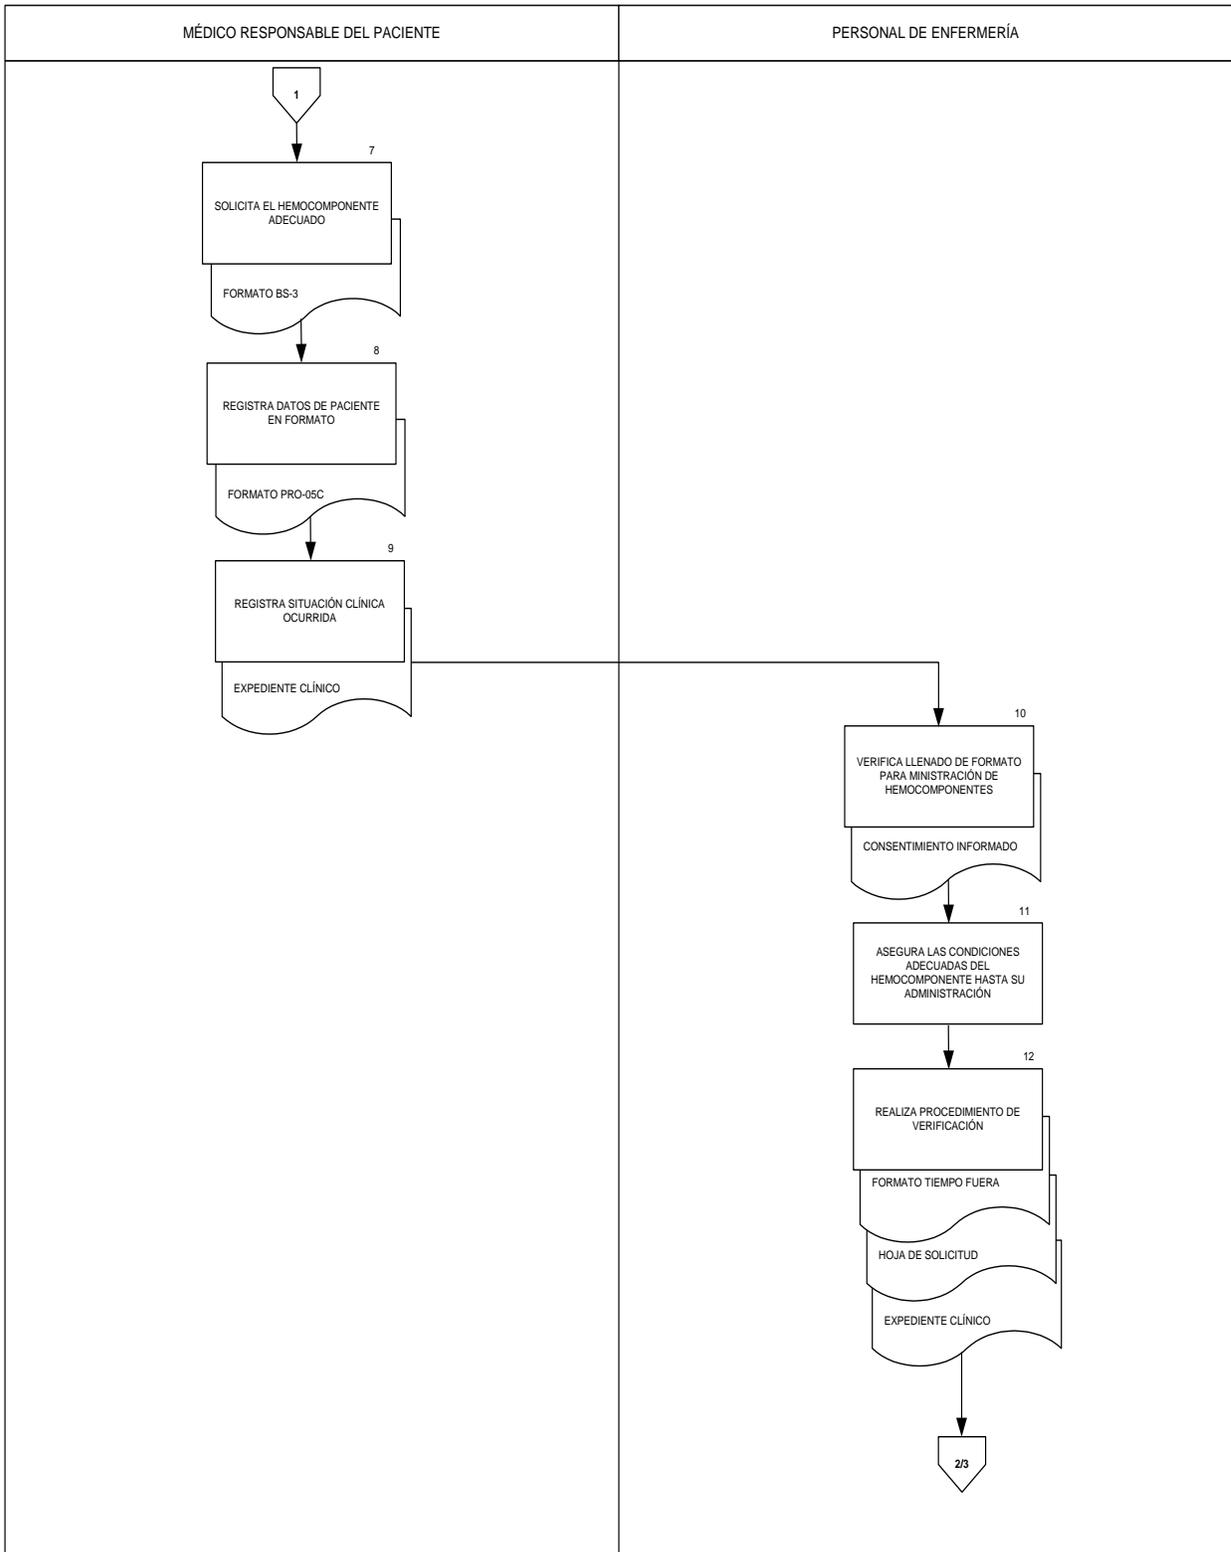 MÉDICO RESPONSABLE DEL PACIENTE
PERSONAL DE ENFERMERÍA
1
7
SOLICITA EL HEMOCOMPONENTE
ADECUADO
FORMATO BS-3
8
REGISTRA DATOS DE PACIENTE
EN FORMATO
FORMATO PRO-05C
9
REGISTRA SITUACIÓN CLÍNICA
OCURRIDA
EXPEDIENTE CLÍNICO
10
VERIFICA LLENADO DE FORMATO
PARA MINISTRACIÓN DE
HEMOCOMPONENTES
CONSENTIMIENTO INFORMADO
11
ASEGURA LAS CONDICIONES
ADECUADAS DEL
HEMOCOMPONENTE HASTA SU
ADMINISTRACIÓN
12
REALIZA PROCEDIMIENTO DE
VERIFICACIÓN
FORMATO TIEMPO FUERA
HOJA DE SOLICITUD
EXPEDIENTE CLÍNICO
2/3